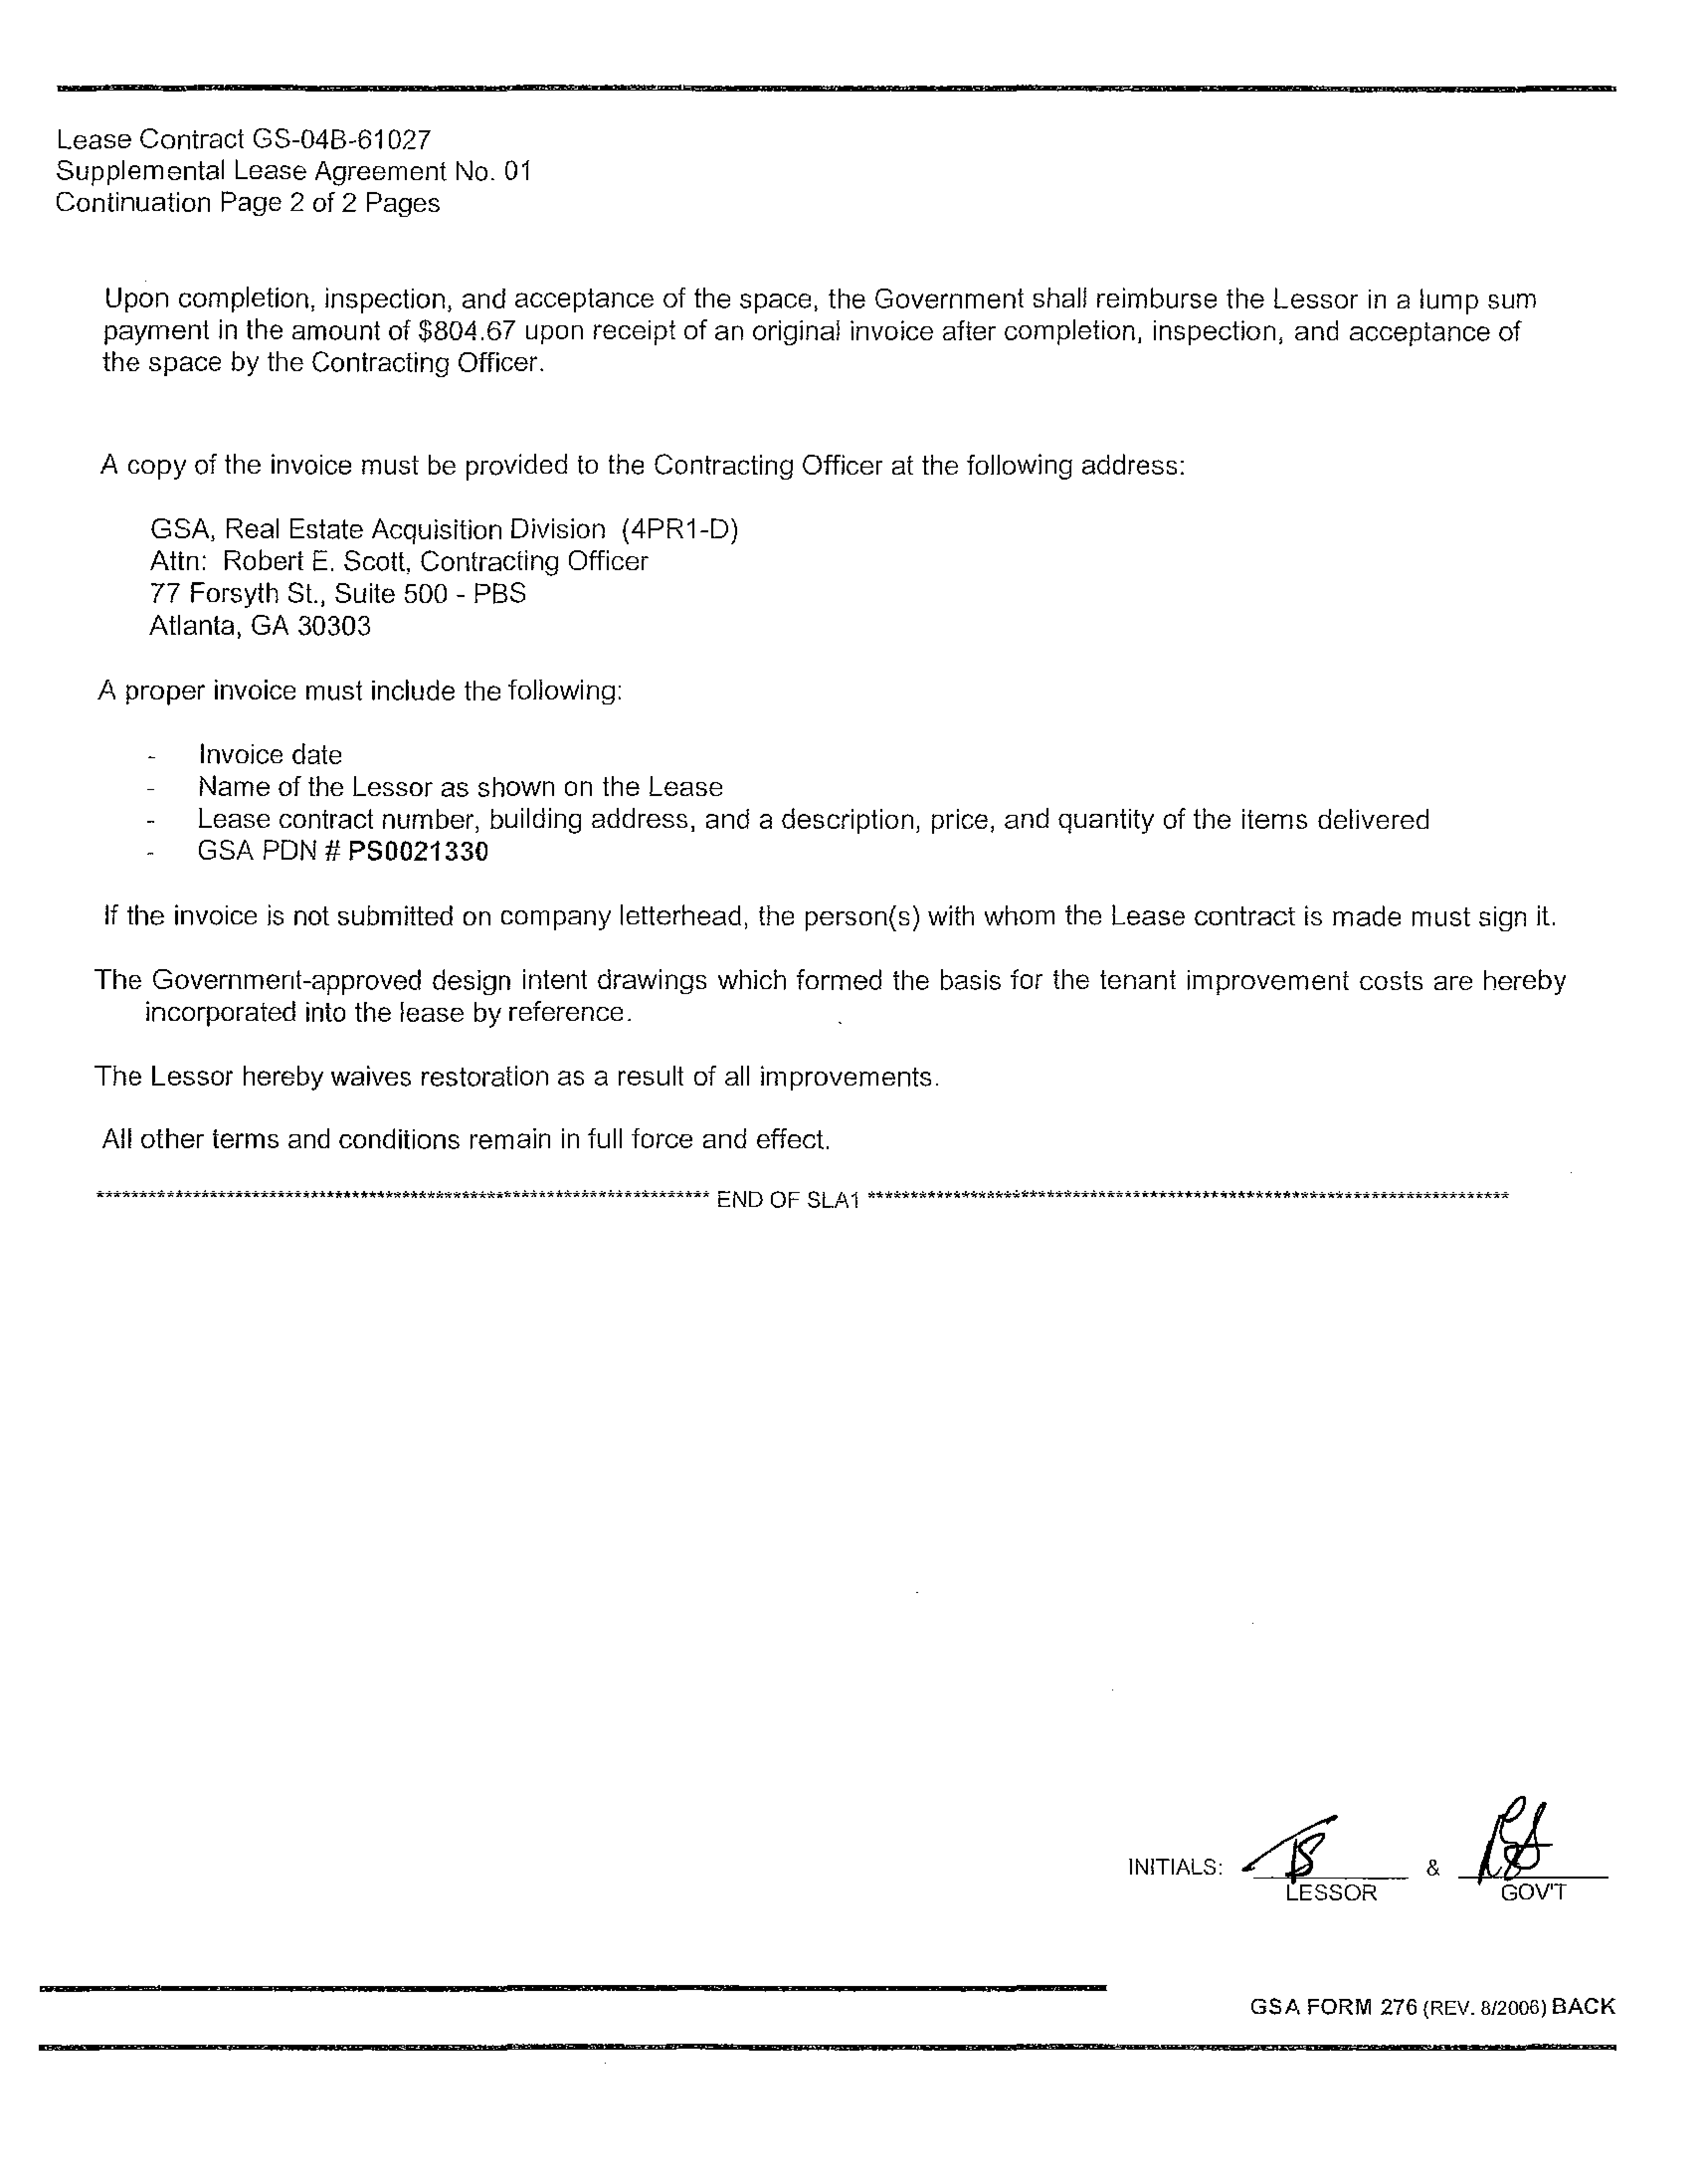 Lease Contract GS-04B-61027
Supplemental Lease Agreement No. 01
Continuation Page 2 of 2 Pages
Upon completion, inspection, and acceptance of the space, the Government shall reimburse the Lessor in a lump sum
payment in the amount of $804.67 upon receipt of an original invoice after completion, inspection, and acceptance of
the space by the Contracting Officer.
A copy of the invoice must be provided to the Contracting Officer at the following address:
GSA, Real Estate Acquisition Division (4PR1-D)
Attn: Robert E. Scott, Contracting Officer
77 Forsyth St., Suite 500 - PBS
Atlanta, GA 30303
A proper invoice must include the following:
- Invoice date
- Name of the Lessor as shown on the Lease
- Lease contract number, building address, and a description, price, and quantity of the items delivered
- GSA PDN # PS0021330
If the invoice is not submitted on company letterhead, the person(s) with whom the Lease contract is made must sign it.
The Government-approved design intent drawings which formed the basis for the tenant improvement costs are hereby
incorporated into the lease by reference.
The Lessor hereby waives restoration as a result of all improvements.
All other terms and conditions remain in full force and effect.
********************************************************************** END OF SLA1 **************************************************************************
INITIALS: &
LESSOR GOV'T
GSA FORM 276 (REV. 8/2006) BACK